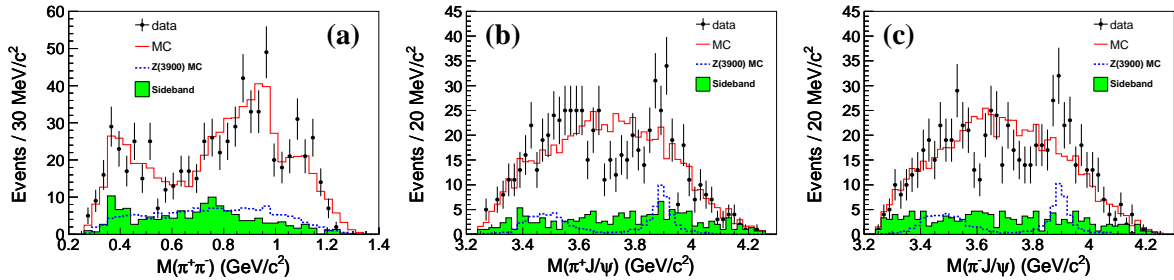 60
50
40
30
20
10
0
Events / 30 MeV/c²
data
MC
Z(3900) MC
Sideband
(a)
0.2 0.4 0.6 0.8 1 1.2 1.4
M(π⁺π⁻) (GeV/c²)
45
40
35
30
25
20
15
10
5
0
Events / 20 MeV/c²
(b)
data
MC
Z(3900) MC
Sideband
3.2 3.4 3.6 3.8 4 4.2
M(π⁺J/ψ) (GeV/c²)
45
40
35
30
25
20
15
10
5
0
Events / 20 MeV/c²
(c)
data
MC
Z(3900) MC
Sideband
3.2 3.4 3.6 3.8 4 4.2
M(π⁻J/ψ) (GeV/c²)